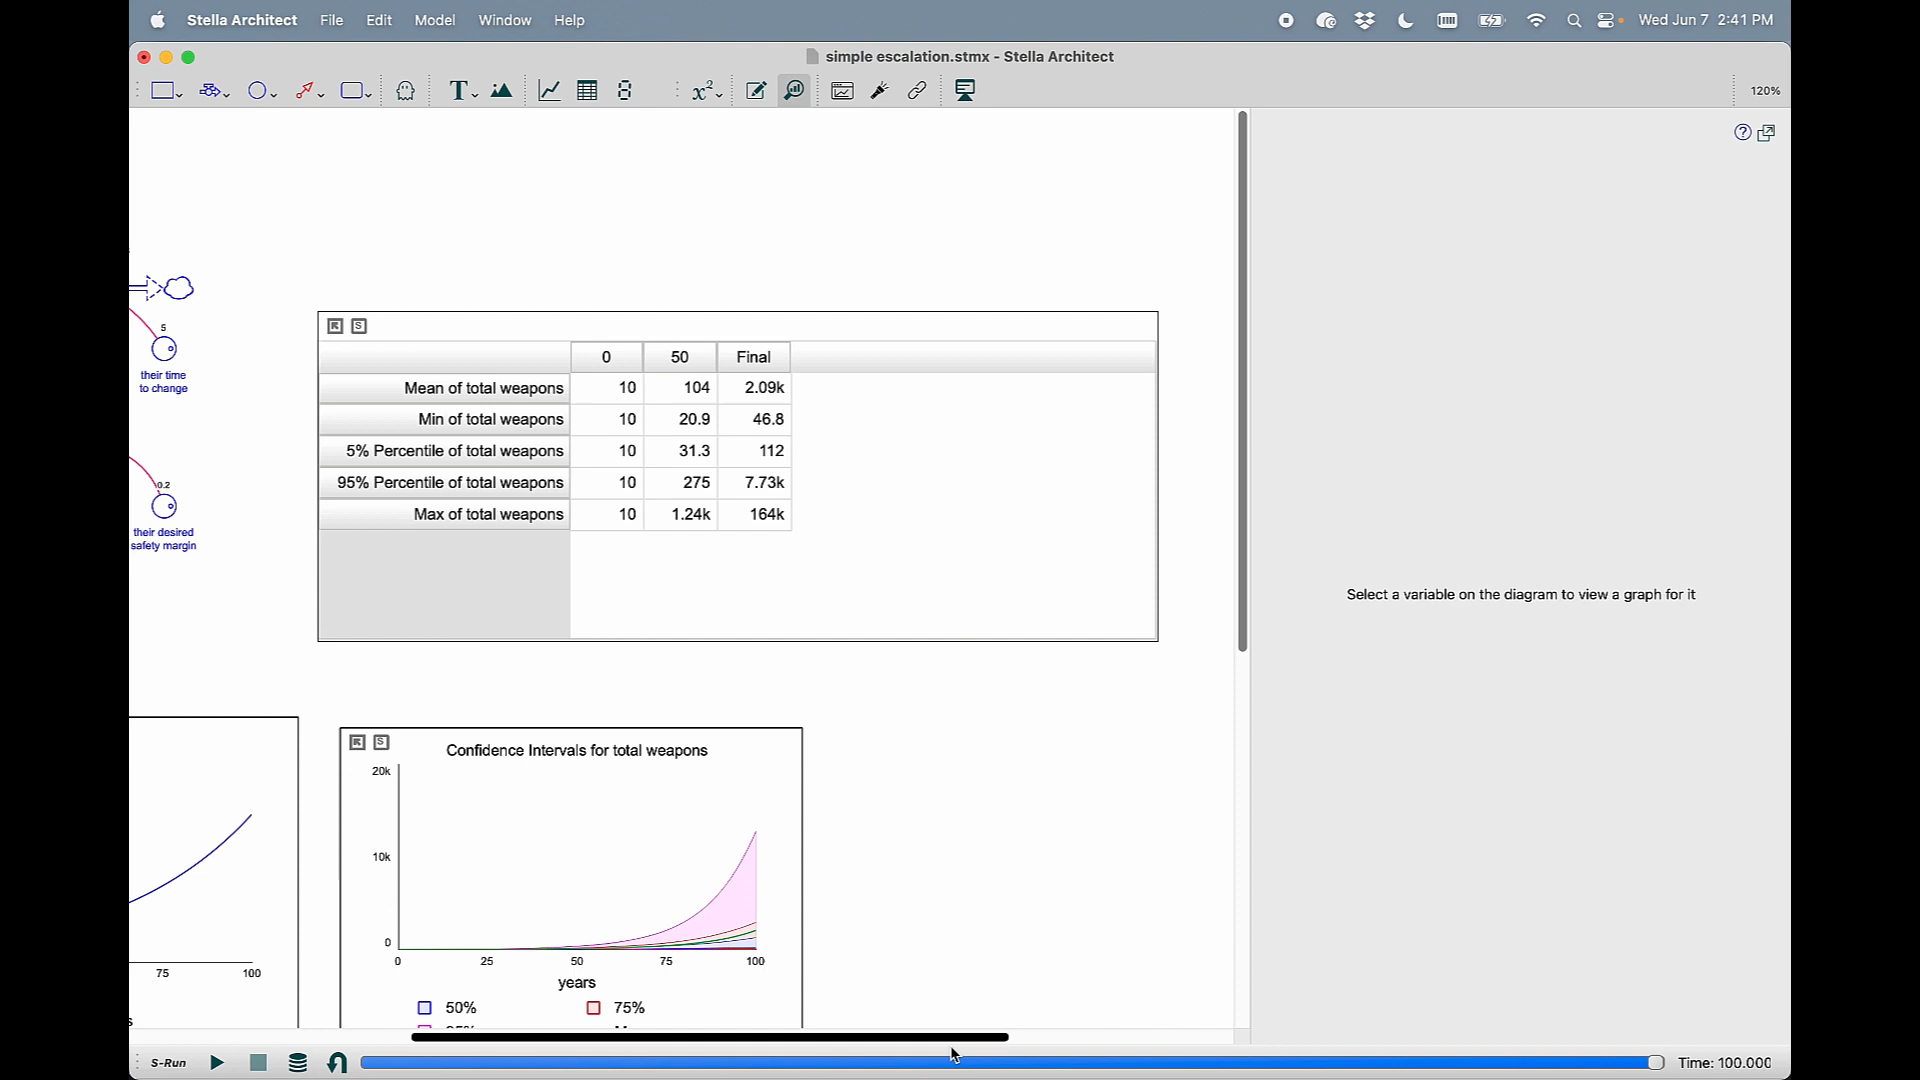 Stella Architect File Edit Model Window Help Wed Jun 7 2:41 PM
simple escalation.stmx - Stella Architect
T x² 120%
5
their time
to change
0.2
their desired
safety margin
S
0 50 Final
Mean of total weapons 10 104 2.09k
Min of total weapons 10 20.9 46.8
5% Percentile of total weapons 10 31.3 112
95% Percentile of total weapons 10 275 7.73k
Max of total weapons 10 1.24k 164k
Select a variable on the diagram to view a graph for it
75 100
s
S
Confidence Intervals for total weapons
20k
10k
0
0 25 50 75 100
years
50% 75%
S-Run Time: 100.000